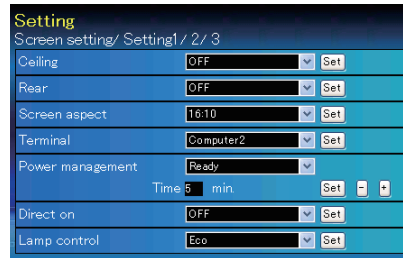 Setting
Screen setting/ Setting1/ 2/ 3
Ceiling OFF Set
Rear OFF Set
Screen aspect 16:10 Set
Terminal Computer2 Set
Power management Ready
Time 5 min. Set - +
Direct on OFF Set
Lamp control Eco Set